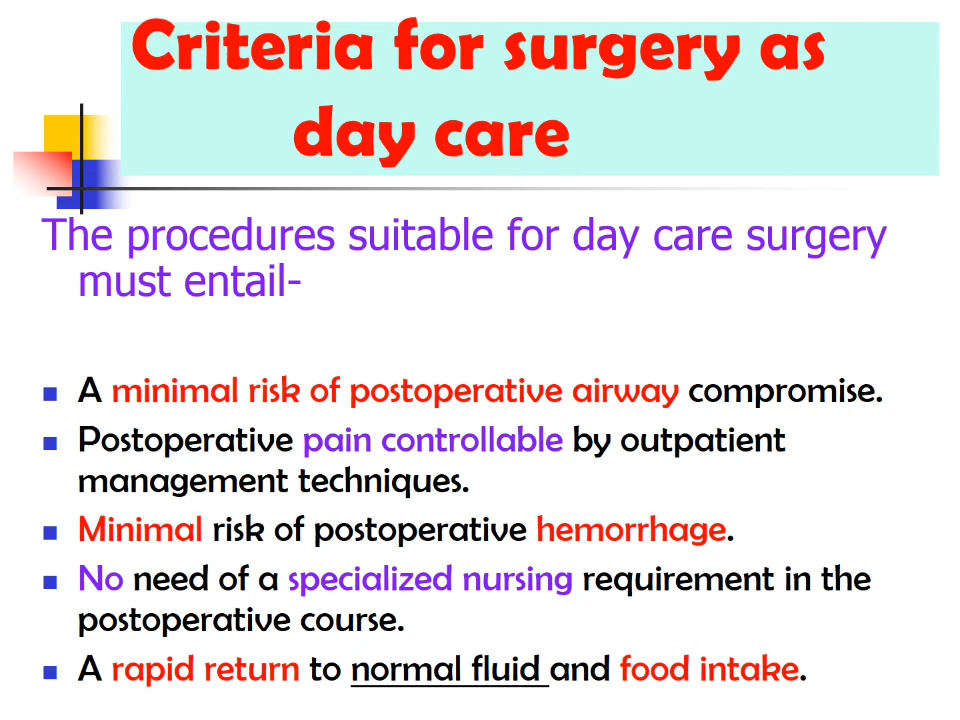 Criteria for surgery as
day care
The procedures suitable for day care surgery
must entail-
A minimal risk of postoperative airway compromise.
Postoperative pain controllable by outpatient
management techniques.
Minimal risk of postoperative hemorrhage.
No need of a specialized nursing requirement in the
postoperative course.
A rapid return to normal fluid and food intake.